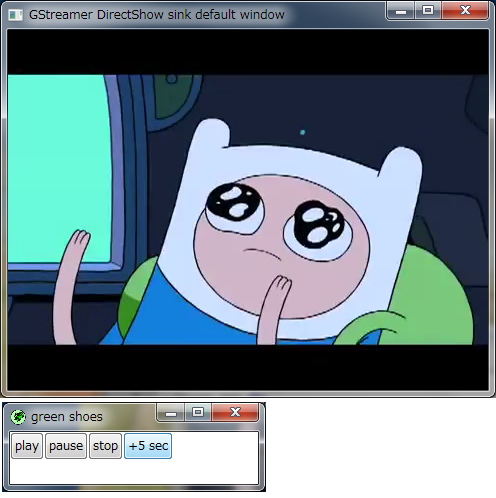 GStreamer DirectShow sink default window
green shoes
play pause stop +5 sec